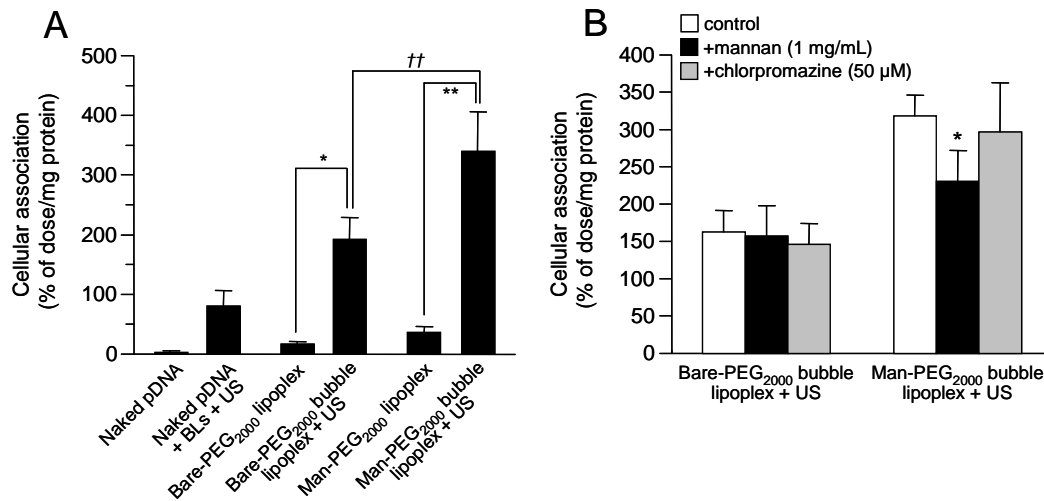 A
500
400
300
200
100
0
Cellular association
(% of dose/mg protein)
††
**
*
Naked pDNA
Naked pDNA
+ BLs + US
Bare-PEG2000 lipoplex
Bare-PEG2000 bubble
lipoplex + US
Man-PEG2000 lipoplex
Man-PEG2000 bubble
lipoplex + US
B
control
+mannan (1 mg/mL)
+chlorpromazine (50 µM)
400
350
300
250
200
150
100
50
0
Cellular association
(% of dose/mg protein)
*
Bare-PEG2000 bubble
lipoplex + US
Man-PEG2000 bubble
lipoplex + US